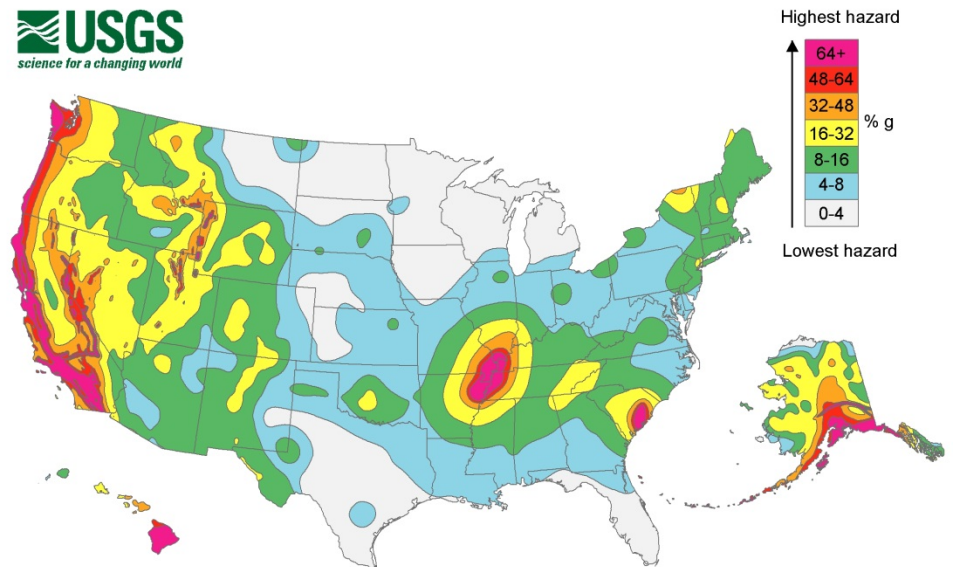 USGS
science for a changing world
Highest hazard
64+
48-64
32-48
16-32
8-16
4-8
0-4
% g
Lowest hazard